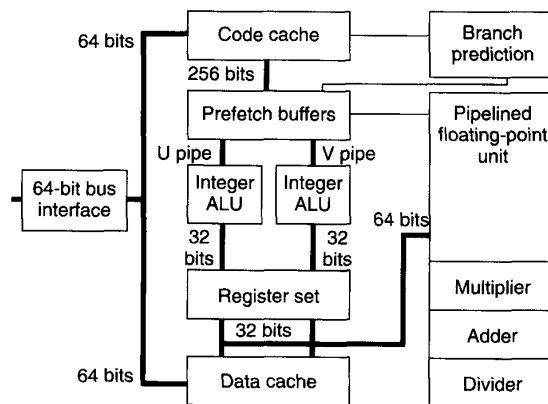 64 bits
Code cache
Branch
prediction
256 bits
Prefetch buffers
Pipelined
floating-point
unit
U pipe
V pipe
64-bit bus
interface
Integer
ALU
Integer
ALU
64 bits
32
bits
32
bits
Register set
Multiplier
32 bits
Adder
64 bits
Data cache
Divider